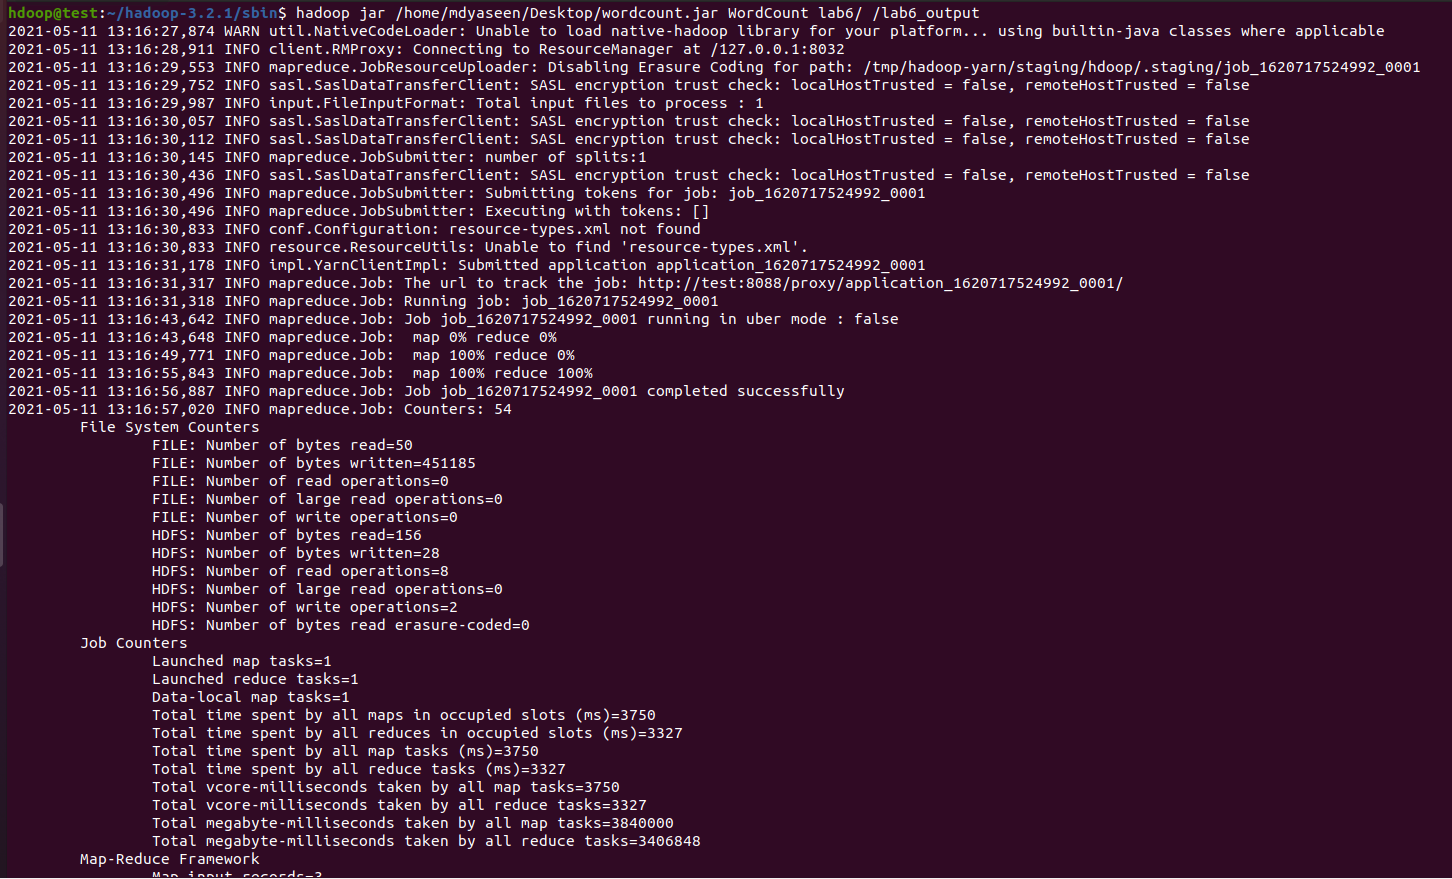 hdoop@test:~/hadoop-3.2.1/sbin$ hadoop jar /home/mdyaseen/Desktop/wordcount.jar WordCount lab6/ /lab6_output
2021-05-11 13:16:27,874 WARN util.NativeCodeLoader: Unable to load native-hadoop library for your platform... using builtin-java classes where applicable
2021-05-11 13:16:28,911 INFO client.RMProxy: Connecting to ResourceManager at /127.0.0.1:8032
2021-05-11 13:16:29,553 INFO mapreduce.JobResourceUploader: Disabling Erasure Coding for path: /tmp/hadoop-yarn/staging/hdoop/.staging/job_1620717524992_0001
2021-05-11 13:16:29,752 INFO sasl.SaslDataTransferClient: SASL encryption trust check: localHostTrusted = false, remoteHostTrusted = false
2021-05-11 13:16:29,987 INFO input.FileInputFormat: Total input files to process : 1
2021-05-11 13:16:30,057 INFO sasl.SaslDataTransferClient: SASL encryption trust check: localHostTrusted = false, remoteHostTrusted = false
2021-05-11 13:16:30,112 INFO sasl.SaslDataTransferClient: SASL encryption trust check: localHostTrusted = false, remoteHostTrusted = false
2021-05-11 13:16:30,145 INFO mapreduce.JobSubmitter: number of splits:1
2021-05-11 13:16:30,436 INFO sasl.SaslDataTransferClient: SASL encryption trust check: localHostTrusted = false, remoteHostTrusted = false
2021-05-11 13:16:30,496 INFO mapreduce.JobSubmitter: Submitting tokens for job: job_1620717524992_0001
2021-05-11 13:16:30,496 INFO mapreduce.JobSubmitter: Executing with tokens: []
2021-05-11 13:16:30,833 INFO conf.Configuration: resource-types.xml not found
2021-05-11 13:16:30,833 INFO resource.ResourceUtils: Unable to find 'resource-types.xml'.
2021-05-11 13:16:31,178 INFO impl.YarnClientImpl: Submitted application application_1620717524992_0001
2021-05-11 13:16:31,317 INFO mapreduce.Job: The url to track the job: http://test:8088/proxy/application_1620717524992_0001/
2021-05-11 13:16:31,318 INFO mapreduce.Job: Running job: job_1620717524992_0001
2021-05-11 13:16:43,642 INFO mapreduce.Job: Job job_1620717524992_0001 running in uber mode : false
2021-05-11 13:16:43,648 INFO mapreduce.Job:  map 0% reduce 0%
2021-05-11 13:16:49,771 INFO mapreduce.Job:  map 100% reduce 0%
2021-05-11 13:16:55,843 INFO mapreduce.Job:  map 100% reduce 100%
2021-05-11 13:16:56,887 INFO mapreduce.Job: Job job_1620717524992_0001 completed successfully
2021-05-11 13:16:57,020 INFO mapreduce.Job: Counters: 54
File System Counters
FILE: Number of bytes read=50
FILE: Number of bytes written=451185
FILE: Number of read operations=0
FILE: Number of large read operations=0
FILE: Number of write operations=0
HDFS: Number of bytes read=156
HDFS: Number of bytes written=28
HDFS: Number of read operations=8
HDFS: Number of large read operations=0
HDFS: Number of write operations=2
HDFS: Number of bytes read erasure-coded=0
Job Counters
Launched map tasks=1
Launched reduce tasks=1
Data-local map tasks=1
Total time spent by all maps in occupied slots (ms)=3750
Total time spent by all reduces in occupied slots (ms)=3327
Total time spent by all map tasks (ms)=3750
Total time spent by all reduce tasks (ms)=3327
Total vcore-milliseconds taken by all map tasks=3750
Total vcore-milliseconds taken by all reduce tasks=3327
Total megabyte-milliseconds taken by all map tasks=3840000
Total megabyte-milliseconds taken by all reduce tasks=3406848
Map-Reduce Framework
Map input records=3